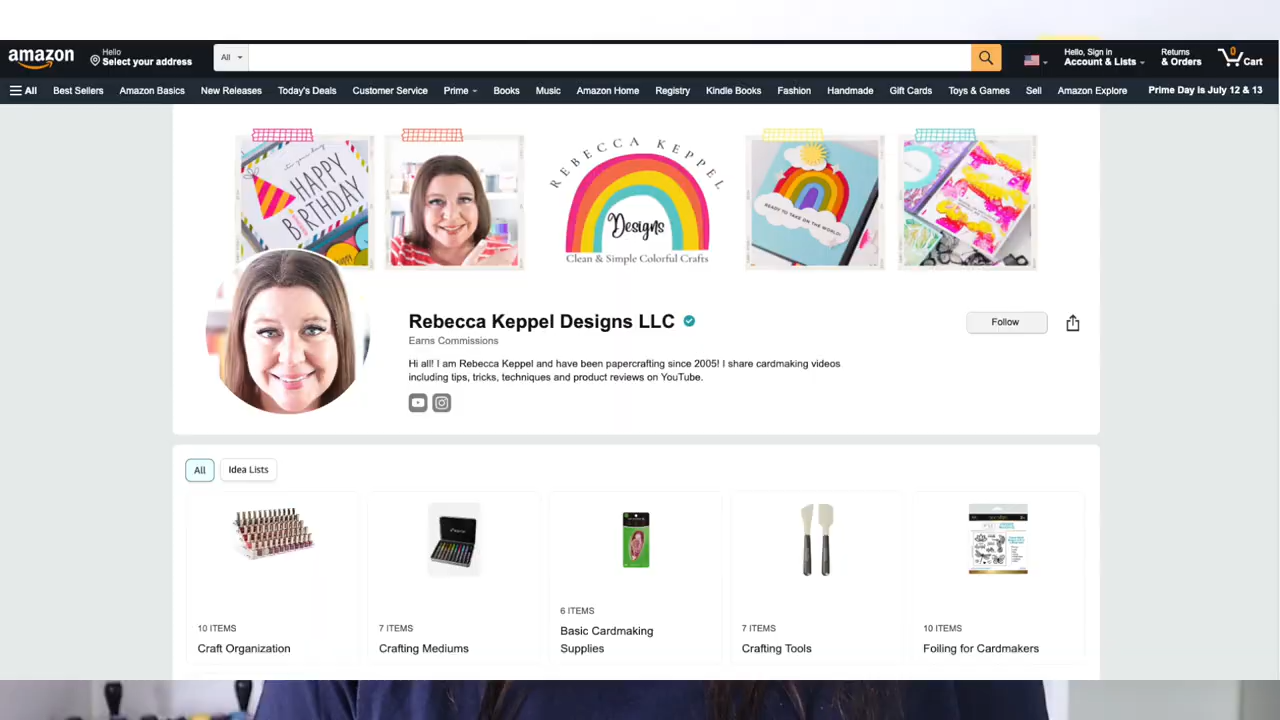 amazon
Hello
Select your address
All
0
Hello, Sign in
Account & Lists
Returns
& Orders
Cart
All
Best Sellers
Amazon Basics
New Releases
Today's Deals
Customer Service
Prime
Books
Music
Amazon Home
Registry
Kindle Books
Fashion
Handmade
Gift Cards
Toys & Games
Sell
Amazon Explore
Prime Day is July 12 & 13
HAPPY
BIRTHDAY
REBECCA KEPPEL
Designs
Clean & Simple Colorful Crafts
READY TO TAKE ON THE WORLD!
Rebecca Keppel Designs LLC
Follow
Earns Commissions
Hi all! I am Rebecca Keppel and have been papercrafting since 2005! I share cardmaking videos
including tips, tricks, techniques and product reviews on YouTube.
All
Idea Lists
10 ITEMS
Craft Organization
7 ITEMS
Crafting Mediums
6 ITEMS
Basic Cardmaking
Supplies
7 ITEMS
Crafting Tools
10 ITEMS
Foiling for Cardmakers